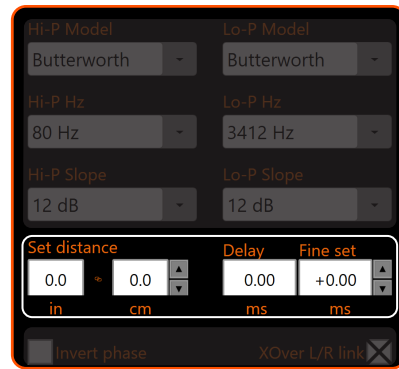 Hi-P Model Lo-P Model
Butterworth Butterworth
Hi-P Hz Lo-P Hz
80 Hz 3412 Hz
Hi-P Slope Lo-P Slope
12 dB 12 dB
Set distance Delay Fine set
0.0 0.0 0.00 +0.00
in cm ms ms
Invert phase XOver L/R link